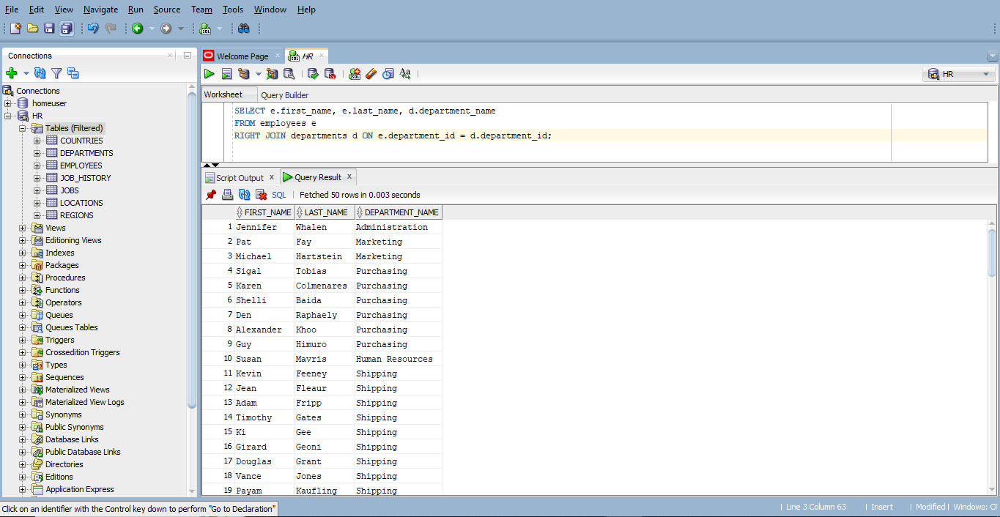 File Edit View Navigate Run Source Team Tools Window Help
Connections
Welcome Page
HR
HR
Connections
homeuser
HR
Tables (Filtered)
COUNTRIES
DEPARTMENTS
EMPLOYEES
JOB_HISTORY
JOBS
LOCATIONS
REGIONS
Views
Editioning Views
Indexes
Packages
Procedures
Functions
Operators
Queues
Queues Tables
Triggers
Crossedition Triggers
Types
Sequences
Materialized Views
Materialized View Logs
Synonyms
Public Synonyms
Database Links
Public Database Links
Directories
Editions
Application Express
Worksheet Query Builder
SELECT e.first_name, e.last_name, d.department_name
FROM employees e
RIGHT JOIN departments d ON e.department_id = d.department_id;
Script Output x Query Result x
SQL | Fetched 50 rows in 0.003 seconds
FIRST_NAME LAST_NAME DEPARTMENT_NAME
1 Jennifer Whalen Administration
2 Pat Fay Marketing
3 Michael Hartstein Marketing
4 Sigal Tobias Purchasing
5 Karen Colmenares Purchasing
6 Shelli Baida Purchasing
7 Den Raphaely Purchasing
8 Alexander Khoo Purchasing
9 Guy Himuro Purchasing
10 Susan Mavris Human Resources
11 Kevin Feeney Shipping
12 Jean Fleaur Shipping
13 Adam Fripp Shipping
14 Timothy Gates Shipping
15 Ki Gee Shipping
16 Girard Geoni Shipping
17 Douglas Grant Shipping
18 Vance Jones Shipping
19 Payam Kaufling Shipping
Click on an identifier with the Control key down to perform "Go to Declaration"
| Line 3 Column 63 | Insert | Modified | Windows: CF